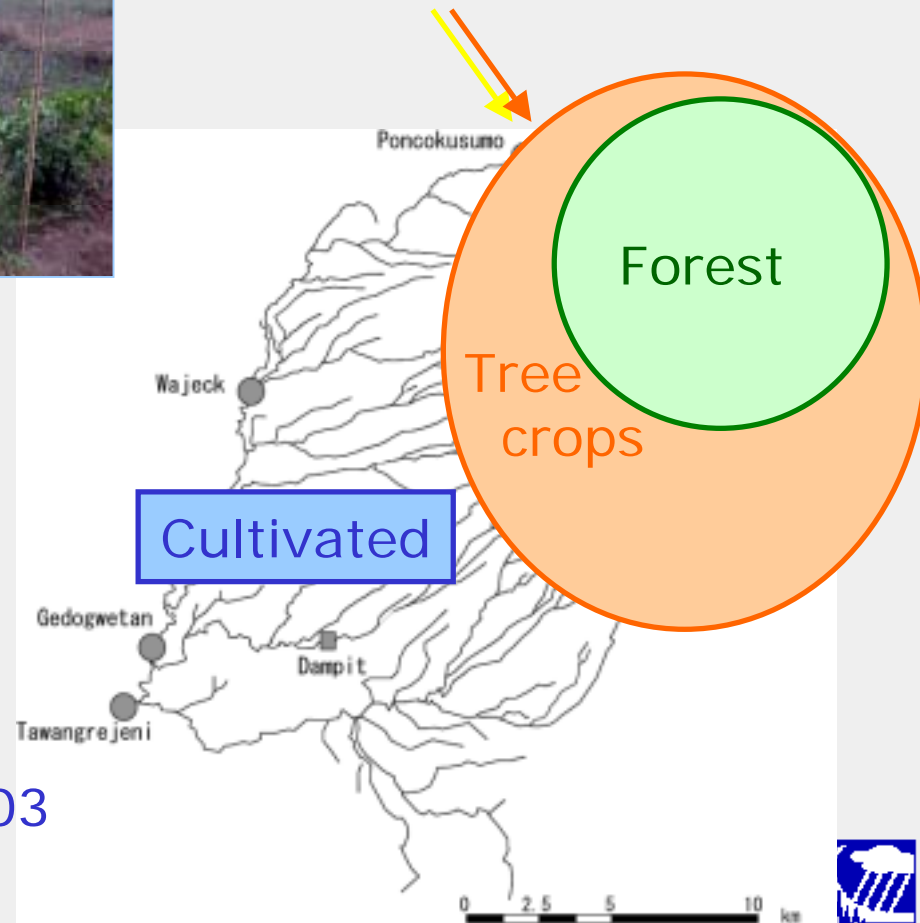 Poncokusumo
Forest
Wajeck
Tree
crops
Cultivated
Gedogwetan
Dampit
Tawangrejeni
03
0 2.5 5 10 km